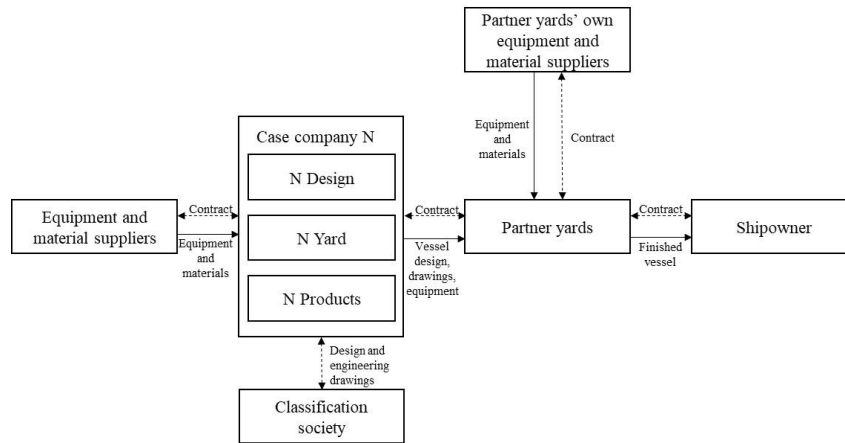 Partner yards’ own
equipment and
material suppliers
Case company N
Equipment
and
materials
Contract
N Design
Equipment and
material suppliers
Contract
Equipment
and
materials
N Yard
Contract
Vessel
design,
drawings,
equipment
Partner yards
Contract
Finished
vessel
Shipowner
N Products
Design and
engineering
drawings
Classification
society